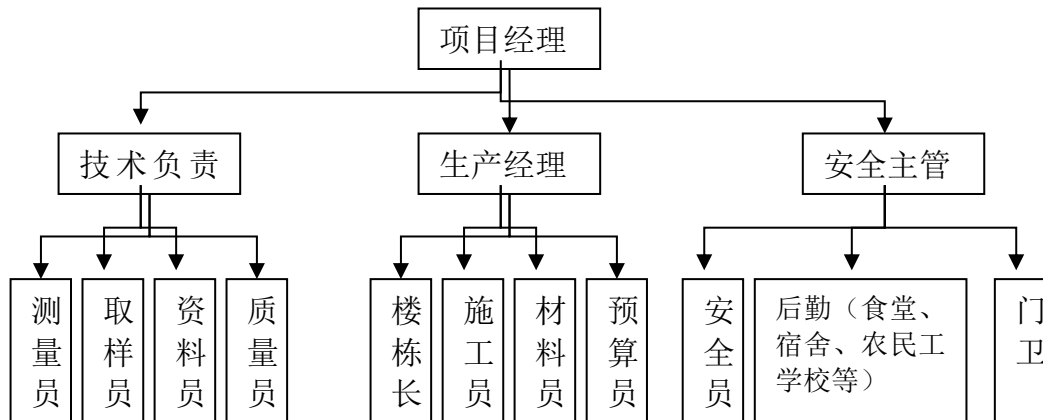 项目经理
技术负责
生产经理
安全主管
测量员
取样员
资料员
质量员
楼栋长
施工员
材料员
预算员
安全员
后勤（食堂、
宿舍、农民工
学校等）
门卫